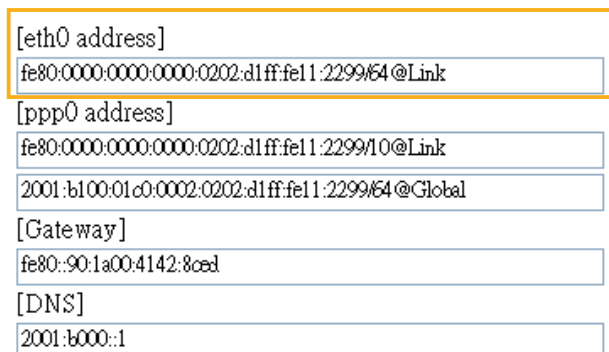 [eth0 address]
fe80:0000:0000:0000:0202:d1ff:fe11:2299/64@Link
[ppp0 address]
fe80:0000:0000:0000:0202:d1ff:fe11:2299/10@Link
2001:b100:01c0:0002:0202:d1ff:fe11:2299/64@Global
[Gateway]
fe80::90:1a00:4142:8ced
[DNS]
2001:b000::1